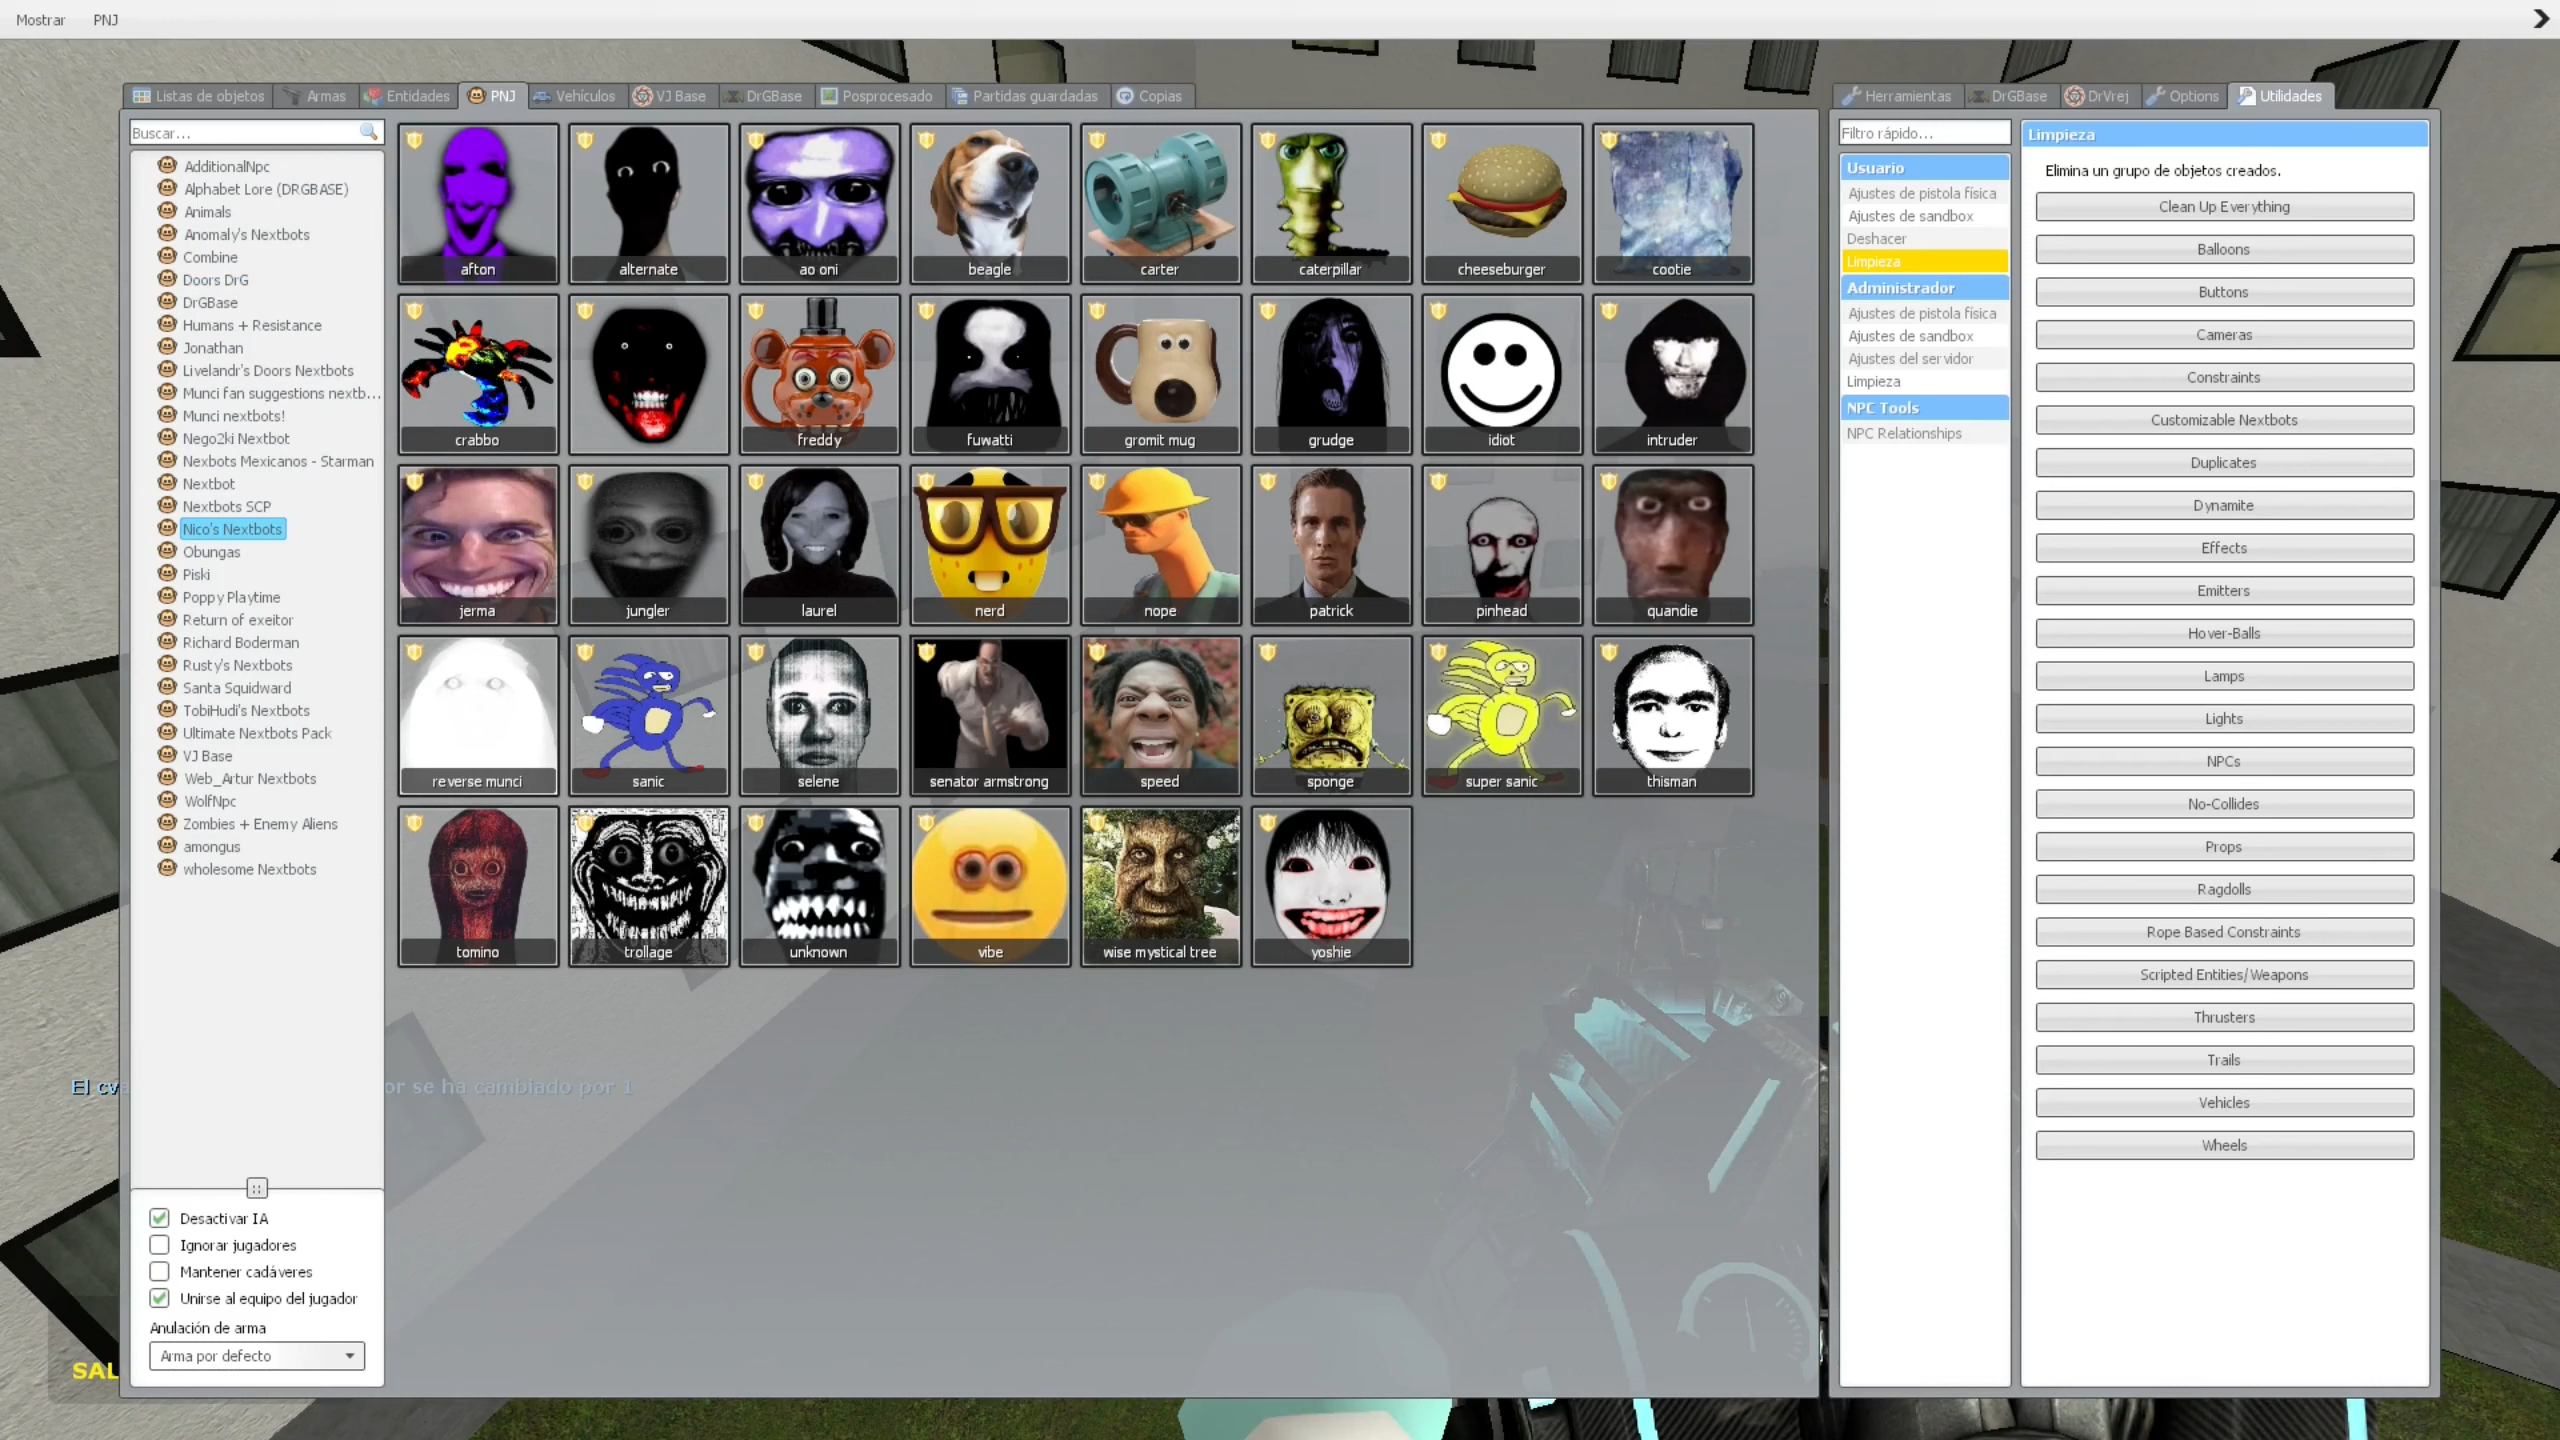 Mostrar PNJ
Listas de objetos Armas Entidades PNJ Vehículos VJ Base DrGBase Posprocesado Partidas guardadas Copias
Buscar...
AdditionalNpc
Alphabet Lore (DRGBASE)
Animals
Anomaly's Nextbots
Combine
Doors DrG
DrGBase
Humans + Resistance
Jonathan
Livelandr's Doors Nextbots
Munci fan suggestions nextb...
Munci nextbots!
Nego2ki Nextbot
Nexbots Mexicanos - Starman
Nextbot
Nextbots SCP
Nico's Nextbots
Obungas
Piski
Poppy Playtime
Return of exeitor
Richard Boderman
Rusty's Nextbots
Santa Squidward
TobiHudi's Nextbots
Ultimate Nextbots Pack
VJ Base
Web_Artur Nextbots
WolfNpc
Zombies + Enemy Aliens
amongus
wholesome Nextbots
Desactivar IA
Ignorar jugadores
Mantener cadáveres
Unirse al equipo del jugador
Anulación de arma
Arma por defecto
afton alternate ao oni beagle carter caterpillar cheeseburger cootie
crabbo freddy fuwatti gromit mug grudge idiot intruder
jerma jungler laurel nerd nope patrick pinhead quandie
reverse munci sanic selene senator armstrong speed sponge super sanic thisman
tomino trollage unknown vibe wise mystical tree yoshie
El cv
or se ha cambiado por 1
SAL
Herramientas DrGBase DrVrej Options Utilidades
Filtro rápido...
Usuario
Ajustes de pistola física
Ajustes de sandbox
Deshacer
Limpieza
Administrador
Ajustes de pistola física
Ajustes de sandbox
Ajustes del servidor
Limpieza
NPC Tools
NPC Relationships
Limpieza
Elimina un grupo de objetos creados.
Clean Up Everything
Balloons
Buttons
Cameras
Constraints
Customizable Nextbots
Duplicates
Dynamite
Effects
Emitters
Hover-Balls
Lamps
Lights
NPCs
No-Collides
Props
Ragdolls
Rope Based Constraints
Scripted Entities/Weapons
Thrusters
Trails
Vehicles
Wheels